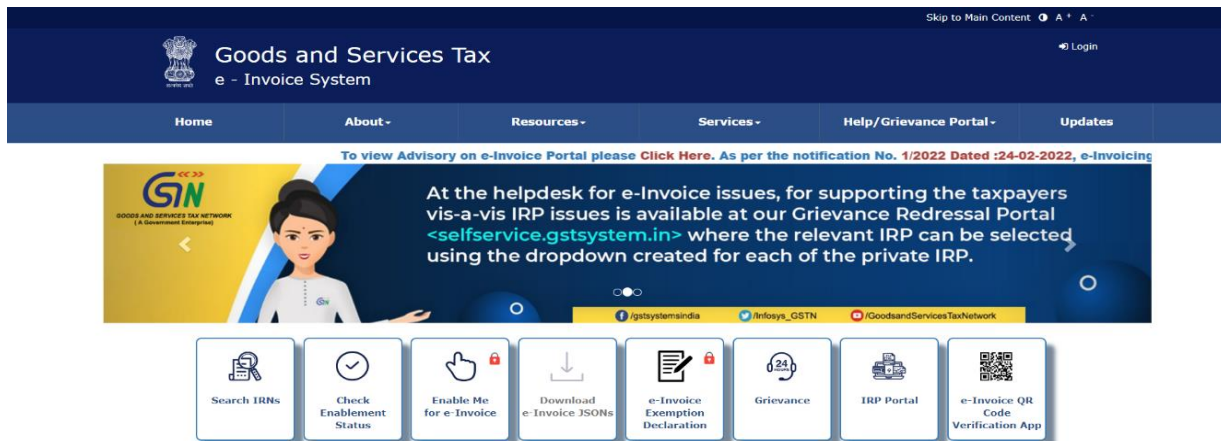 Skip to Main Content A + A -
Goods and Services Tax
e - Invoice System
Login
Home About Resources Services Help/Grievance Portal Updates
To view Advisory on e-Invoice Portal please Click Here. As per the notification No. 1/2022 Dated :24-02-2022, e-Invoicing
GSTN
GOODS AND SERVICES TAX NETWORK
( A Government Enterprise)
At the helpdesk for e-Invoice issues, for supporting the taxpayers
vis-a-vis IRP issues is available at our Grievance Redressal Portal
<selfservice.gstsystem.in> where the relevant IRP can be selected
using the dropdown created for each of the private IRP.
/gstsystemsindia /Infosys_GSTN /GoodsandServicesTaxNetwork
Search IRNs
Check
Enablement
Status
Enable Me
for e-Invoice
Download
e-Invoice JSONs
e-Invoice
Exemption
Declaration
24
Grievance
IRP Portal
e-Invoice QR
Code
Verification App